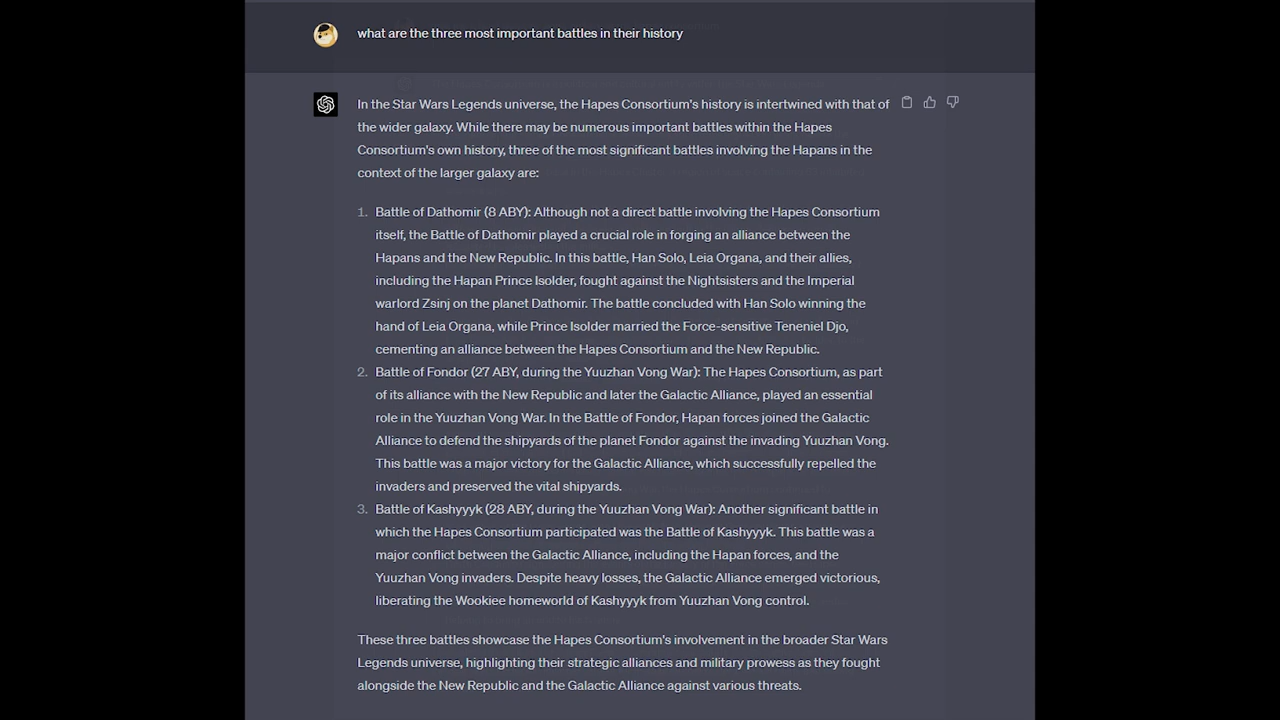 what are the three most important battles in their history
In the Star Wars Legends universe, the Hapes Consortium's history is intertwined with that of
the wider galaxy. While there may be numerous important battles within the Hapes
Consortium's own history, three of the most significant battles involving the Hapans in the
context of the larger galaxy are:
1. Battle of Dathomir (8 ABY): Although not a direct battle involving the Hapes Consortium
itself, the Battle of Dathomir played a crucial role in forging an alliance between the
Hapans and the New Republic. In this battle, Han Solo, Leia Organa, and their allies,
including the Hapan Prince Isolder, fought against the Nightsisters and the Imperial
warlord Zsinj on the planet Dathomir. The battle concluded with Han Solo winning the
hand of Leia Organa, while Prince Isolder married the Force-sensitive Teneniel Djo,
cementing an alliance between the Hapes Consortium and the New Republic.
2. Battle of Fondor (27 ABY, during the Yuuzhan Vong War): The Hapes Consortium, as part
of its alliance with the New Republic and later the Galactic Alliance, played an essential
role in the Yuuzhan Vong War. In the Battle of Fondor, Hapan forces joined the Galactic
Alliance to defend the shipyards of the planet Fondor against the invading Yuuzhan Vong.
This battle was a major victory for the Galactic Alliance, which successfully repelled the
invaders and preserved the vital shipyards.
3. Battle of Kashyyyk (28 ABY, during the Yuuzhan Vong War): Another significant battle in
which the Hapes Consortium participated was the Battle of Kashyyyk. This battle was a
major conflict between the Galactic Alliance, including the Hapan forces, and the
Yuuzhan Vong invaders. Despite heavy losses, the Galactic Alliance emerged victorious,
liberating the Wookiee homeworld of Kashyyyk from Yuuzhan Vong control.
These three battles showcase the Hapes Consortium's involvement in the broader Star Wars
Legends universe, highlighting their strategic alliances and military prowess as they fought
alongside the New Republic and the Galactic Alliance against various threats.